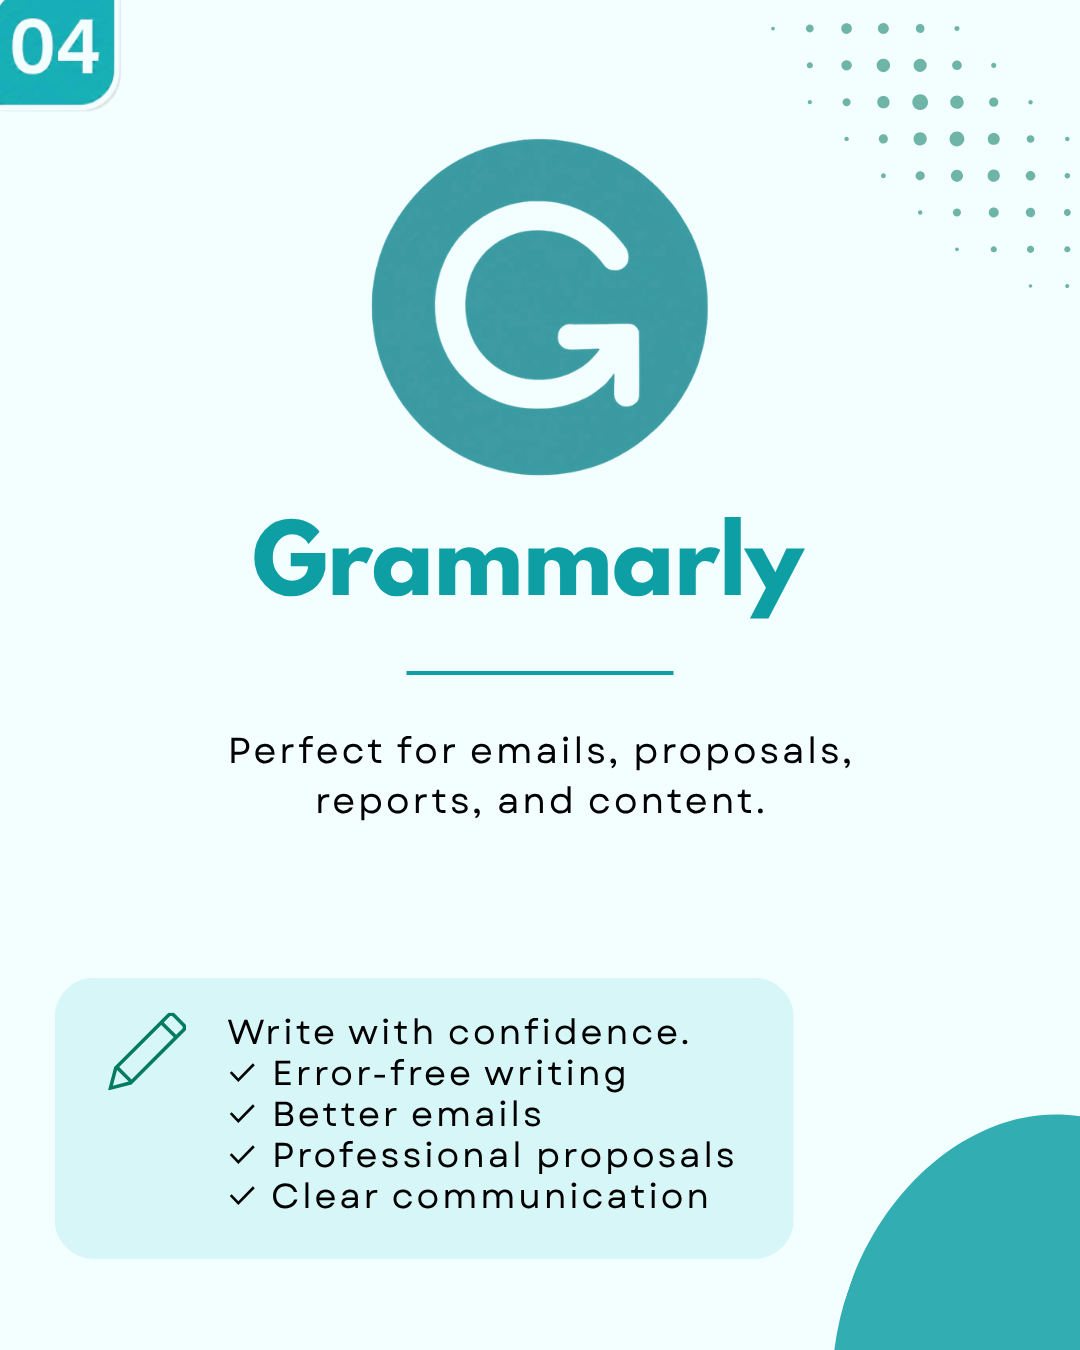 04
Grammarly
Perfect for emails, proposals,
reports, and content.
Write with confidence.
✓ Error-free writing
✓ Better emails
✓ Professional proposals
✓ Clear communication